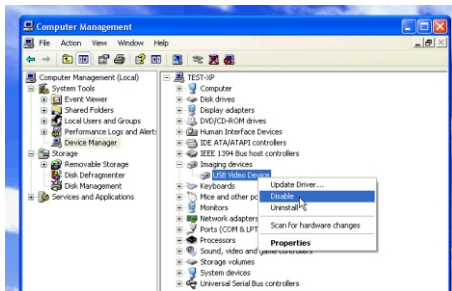 Computer Management
File Action View Window Help
Computer Management (Local)
System Tools
Event Viewer
Shared Folders
Local Users and Groups
Performance Logs and Alert
Device Manager
Storage
Removable Storage
Disk Defragmenter
Disk Management
Services and Applications
TEST-XP
Computer
Disk drives
Display adapters
DVD/CD-ROM drives
Human Interface Devices
IDE ATA/ATAPI controllers
IEEE 1394 Bus host controllers
Imaging devices
USB Video Device
Keyboards
Mice and other po
Monitors
Network adapters
Ports (COM & LPT
Processors
Sound, video and game controllers
Storage volumes
System devices
Universal Serial Bus controllers
Update Driver...
Disable
Uninstall
Scan for hardware changes
Properties